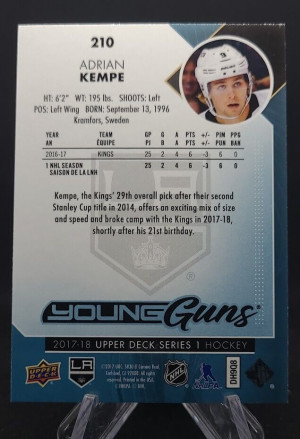 210
ADRIAN
KEMPE
HT: 6'2" WT: 195 lbs. SHOOTS: Left
POS: Left Wing BORN: September 13, 1996
Kramfors, Sweden
YEAR TEAM GP G A PTS +/- PIM PPG
AN ÉQUIPE PJ B A PTS +/- PUN BAN
2016-17 KINGS 25 2 4 6 -3 6 0
1 NHL SEASON 25 2 4 6 -3 6 0
SAISON DE LA LNH
Kempe, the Kings' 29th overall pick after their second
Stanley Cup title in 2014, offers an exciting mix of
size and speed and broke camp with the Kings in 2017-18,
shortly after his 21st birthday.
YOUNG Guns
2017-18 UPPER DECK SERIES 1 HOCKEY
UPPER DECK
LA
NHL
NHLPA
DH908